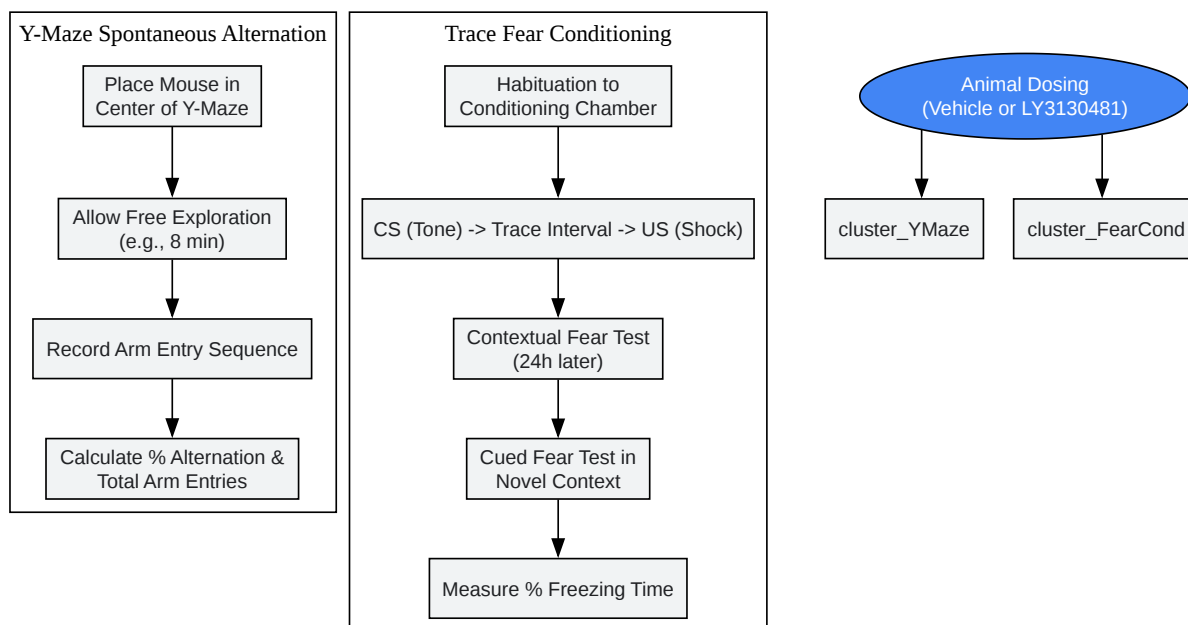 Y-Maze Spontaneous Alternation
Place Mouse in
Center of Y-Maze
Allow Free Exploration
(e.g., 8 min)
Record Arm Entry Sequence
Calculate % Alternation &
Total Arm Entries
Trace Fear Conditioning
Habituation to
Conditioning Chamber
CS (Tone) -> Trace Interval -> US (Shock)
Contextual Fear Test
(24h later)
Cued Fear Test in
Novel Context
Measure % Freezing Time
Animal Dosing
(Vehicle or LY3130481)
cluster_YMaze
cluster_FearCond